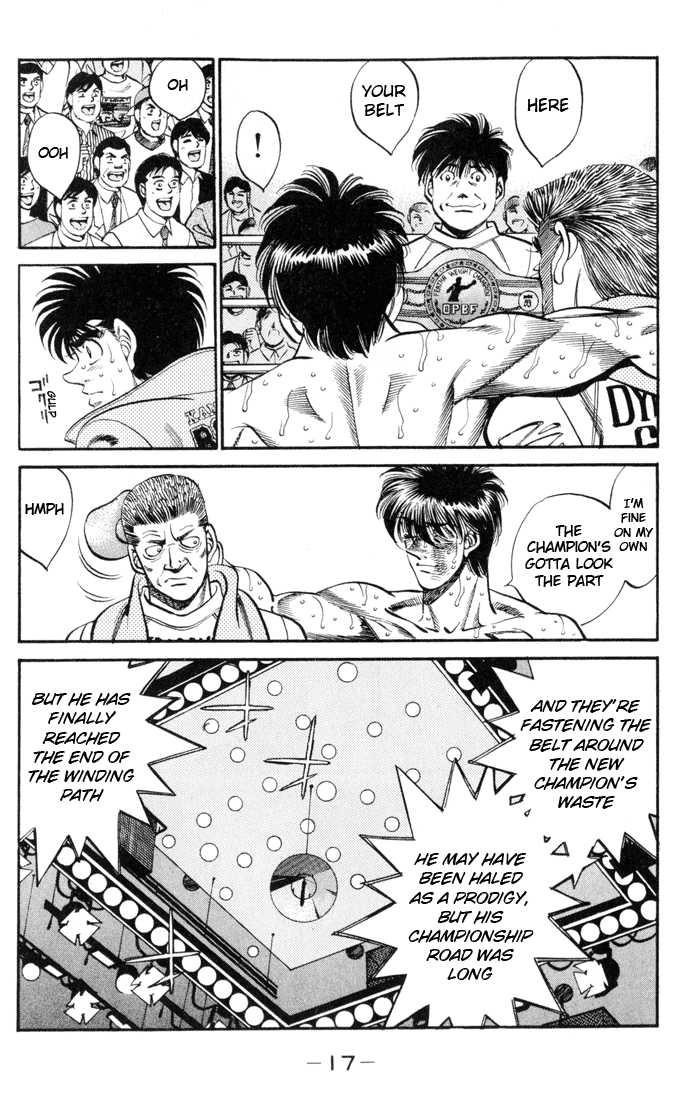 HERE
YOUR
BELT
!
OH
OOH
OPBF
DY
GULP
I'M
FINE
ON MY
OWN
THE
CHAMPION'S
GOTTA LOOK
THE PART
HMPH
AND THEY"RE
FASTENING THE
BELT AROUND
THE NEW
CHAMPION'S
WASTE
BUT HE HAS
FINALLY
REACHED
THE END OF
THE WINDING
PATH
HE MAY HAVE
BEEN HALED
AS A PRODIGY,
BUT HIS
CHAMPIONSHIP
ROAD WAS
LONG
—17—